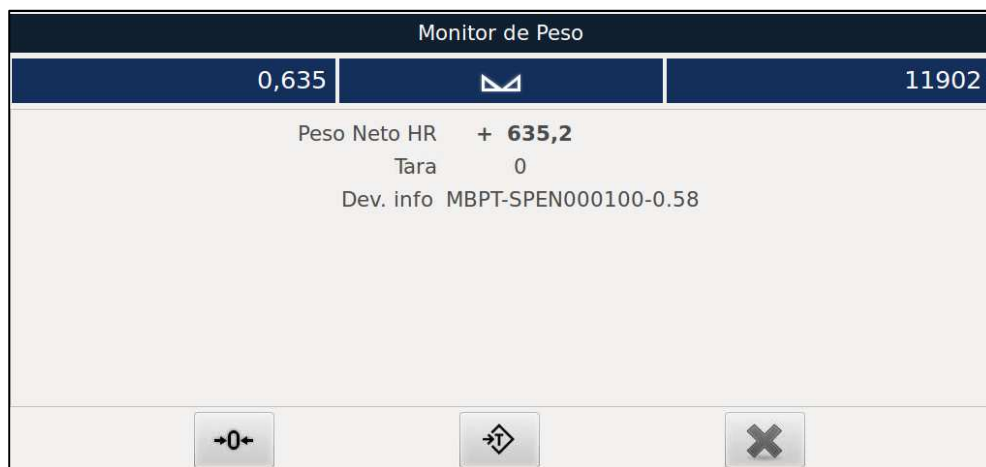 Monitor de Peso
0,635 11902
Peso Neto HR + 635,2
Tara 0
Dev. info MBPT-SPEN000100-0.58
→0←
→T